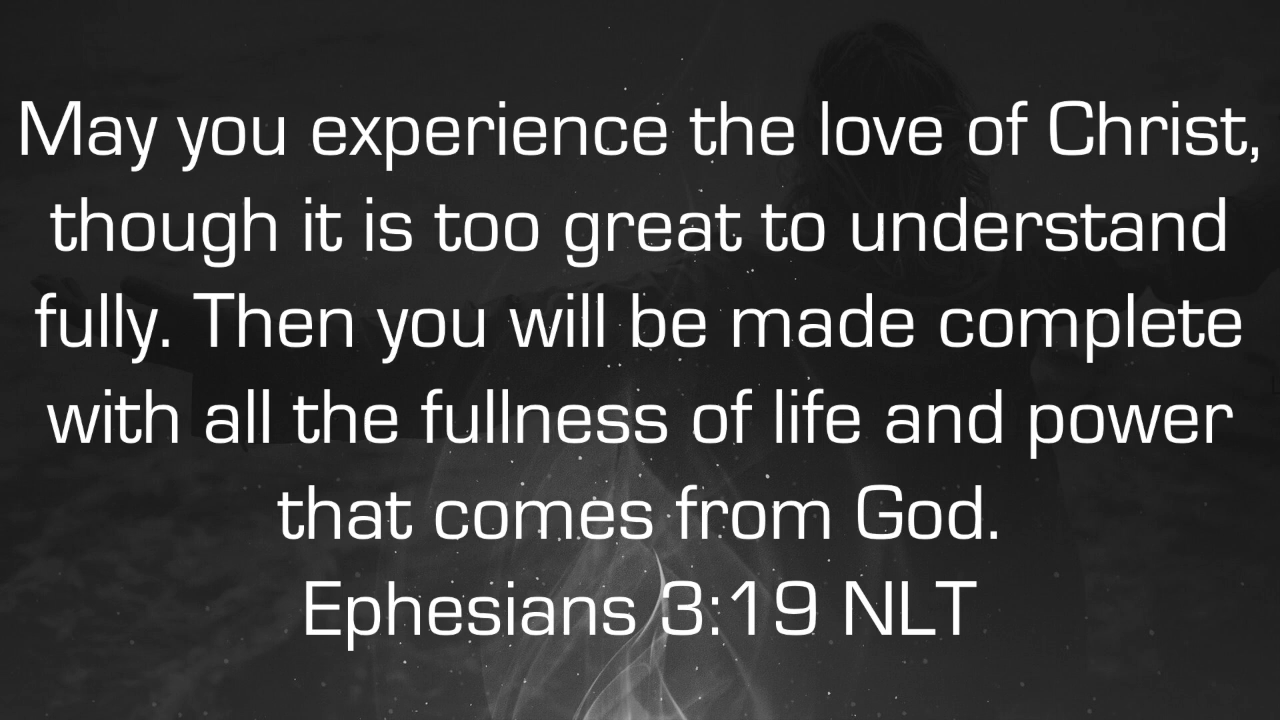 May you experience the love of Christ,
though it is too great to understand
fully. Then you will be made complete
with all the fullness of life and power
that comes from God.
Ephesians 3:19 NLT